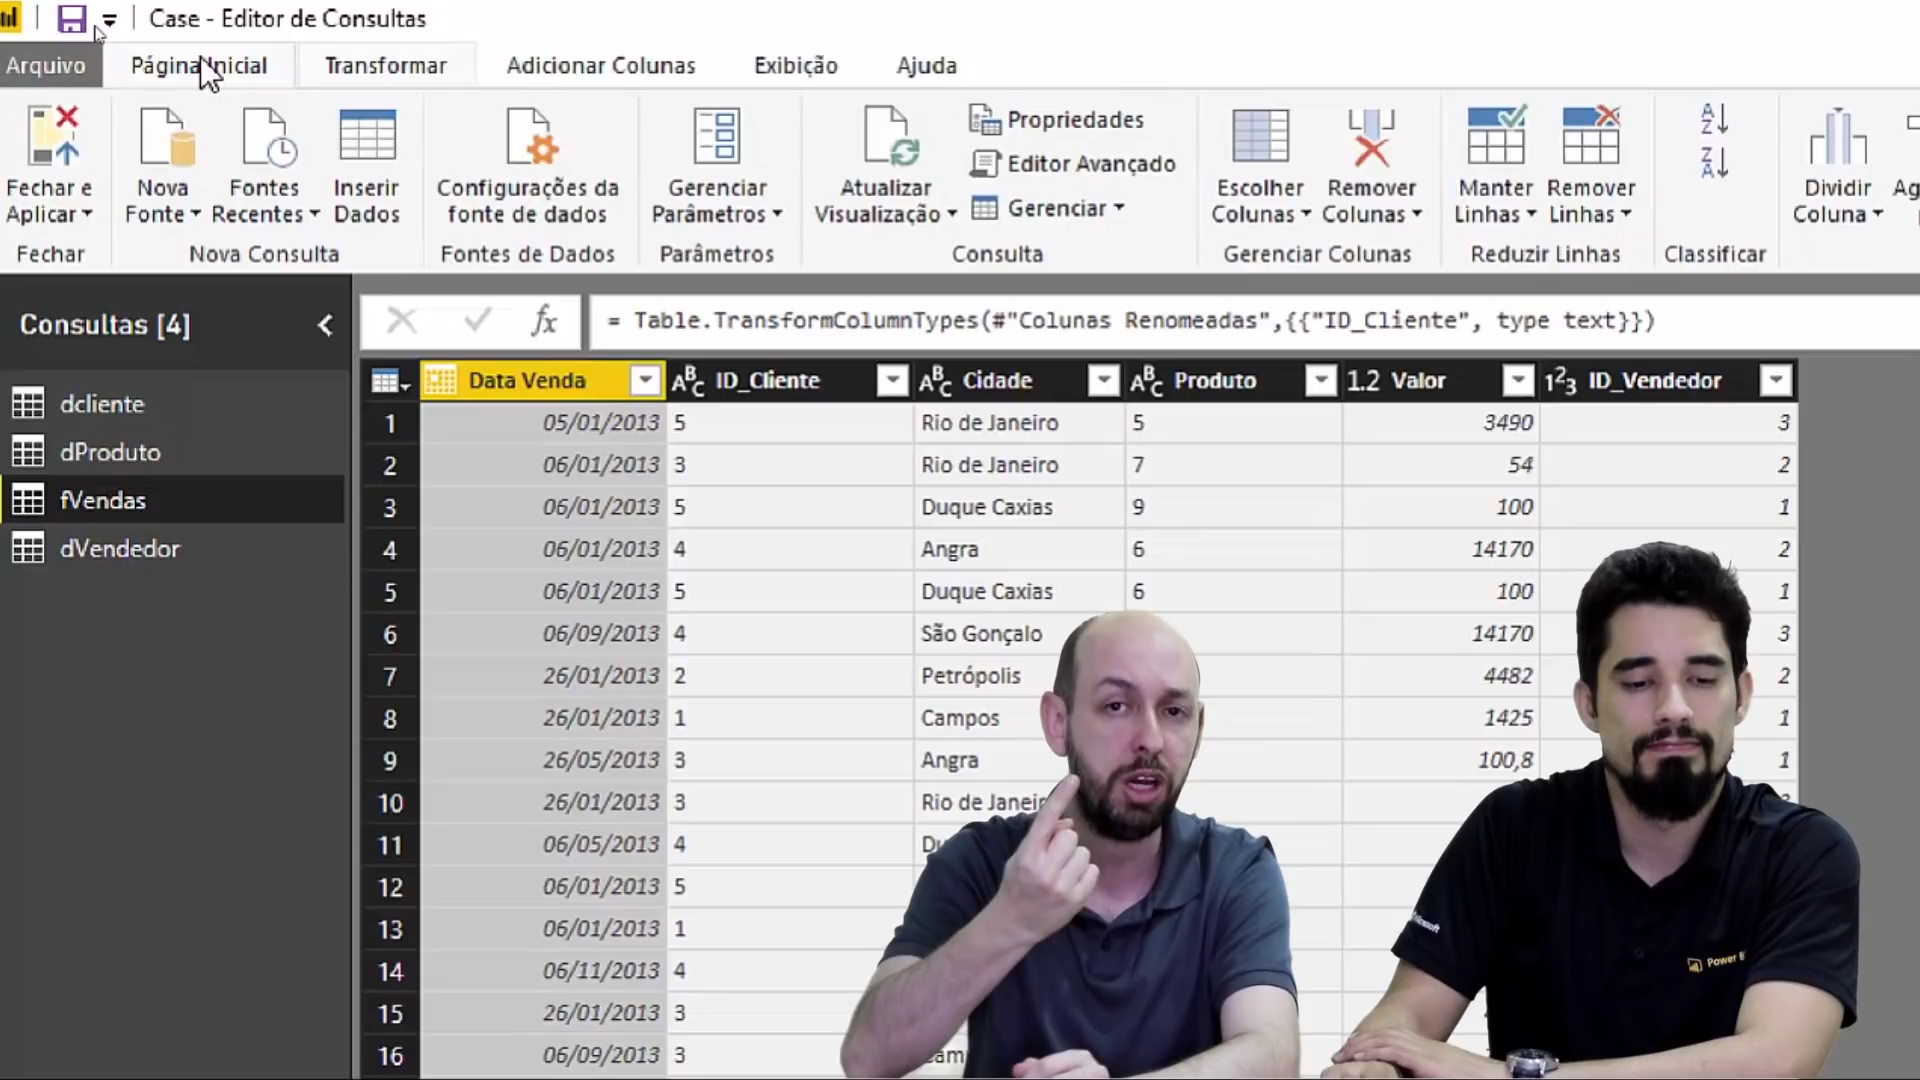 Case - Editor de Consultas
Arquivo Página Inicial Transformar Adicionar Colunas Exibição Ajuda
Fechar e Aplicar
Nova Fonte
Fontes Recentes
Inserir Dados
Configurações da fonte de dados
Gerenciar Parâmetros
Atualizar Visualização
Propriedades
Editor Avançado
Gerenciar
Escolher Colunas
Remover Colunas
Manter Linhas
Remover Linhas
Dividir Coluna
Fechar Nova Consulta Fontes de Dados Parâmetros Consulta Gerenciar Colunas Reduzir Linhas Classificar
Consultas [4]
dcliente
dProduto
fVendas
dVendedor
fx = Table.TransformColumnTypes(#"Colunas Renomeadas",{{"ID_Cliente", type text}})
Data Venda ABC ID_Cliente ABC Cidade ABC Produto 1.2 Valor 123 ID_Vendedor
1 05/01/2013 5 Rio de Janeiro 5 3490 3
2 06/01/2013 3 Rio de Janeiro 7 54 2
3 06/01/2013 5 Duque Caxias 9 100 1
4 06/01/2013 4 Angra 6 14170 2
5 06/01/2013 5 Duque Caxias 6 100 1
6 06/09/2013 4 São Gonçalo 14170 3
7 26/01/2013 2 Petrópolis 4482 2
8 26/01/2013 1 Campos 1425 1
9 26/05/2013 3 Angra 100,8 1
10 26/01/2013 3 Rio de
11 06/05/2013 4
12 06/01/2013 5
13 06/01/2013 1
14 06/11/2013 4
15 26/01/2013 3
16 06/09/2013 3
Microsoft
Power